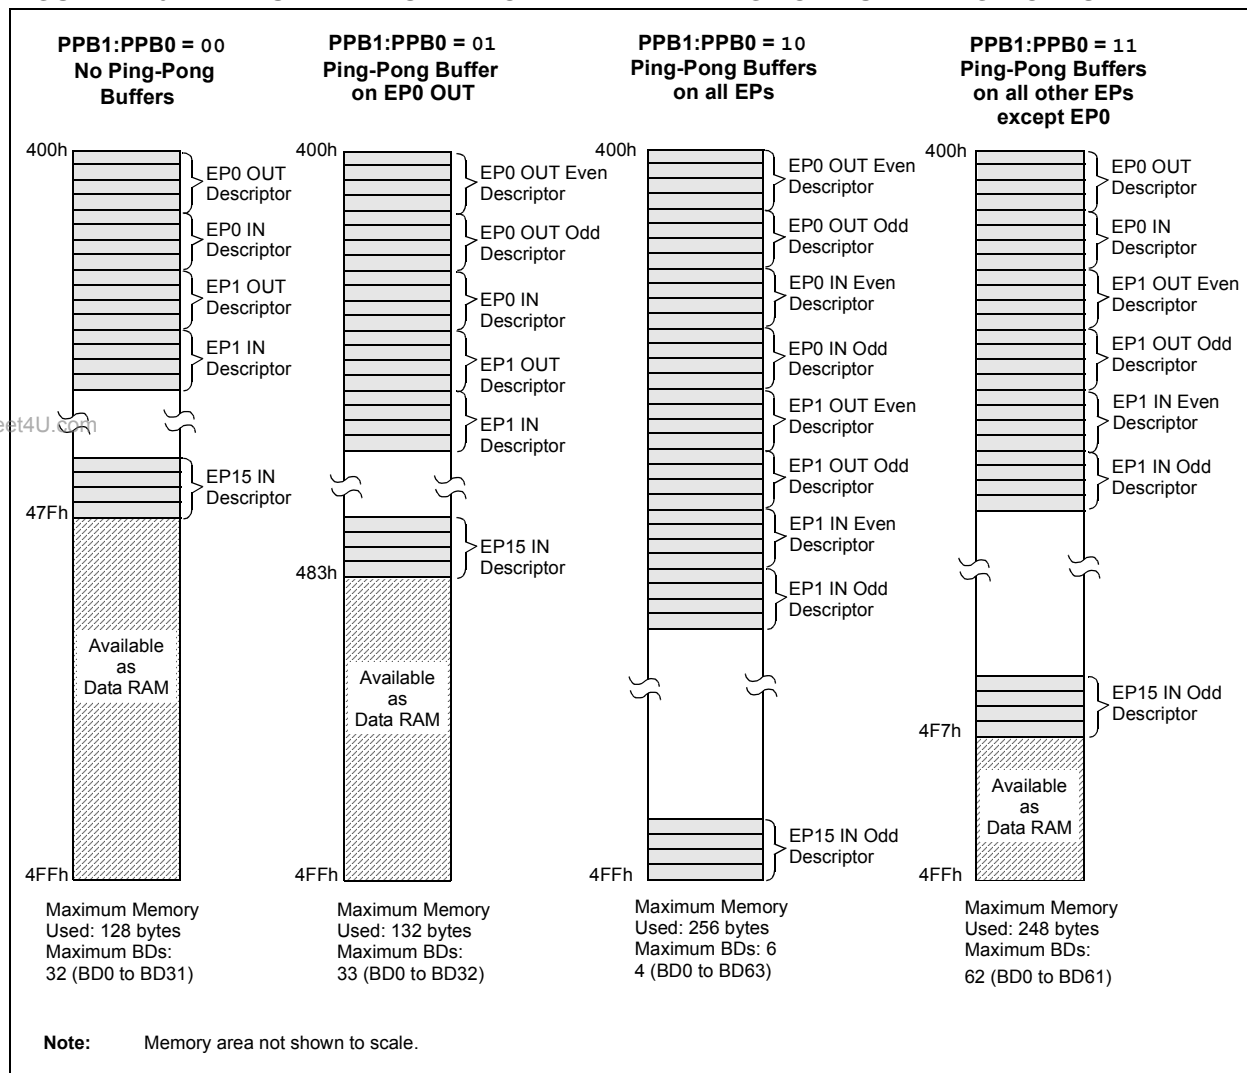 PPB1:PPB0 = 00
No Ping-Pong
Buffers
400h
EP0 OUT
Descriptor
EP0 IN
Descriptor
EP1 OUT
Descriptor
EP1 IN
Descriptor
eet4U.com
EP15 IN
Descriptor
47Fh
Available
as
Data RAM
4FFh
Maximum Memory
Used: 128 bytes
Maximum BDs:
32 (BD0 to BD31)
PPB1:PPB0 = 01
Ping-Pong Buffer
on EP0 OUT
400h
EP0 OUT Even
Descriptor
EP0 OUT Odd
Descriptor
EP0 IN
Descriptor
EP1 OUT
Descriptor
EP1 IN
Descriptor
EP15 IN
Descriptor
483h
Available
as
Data RAM
4FFh
Maximum Memory
Used: 132 bytes
Maximum BDs:
33 (BD0 to BD32)
PPB1:PPB0 = 10
Ping-Pong Buffers
on all EPs
400h
EP0 OUT Even
Descriptor
EP0 OUT Odd
Descriptor
EP0 IN Even
Descriptor
EP0 IN Odd
Descriptor
EP1 OUT Even
Descriptor
EP1 OUT Odd
Descriptor
EP1 IN Even
Descriptor
EP1 IN Odd
Descriptor
EP15 IN Odd
Descriptor
4FFh
Maximum Memory
Used: 256 bytes
Maximum BDs: 6
4 (BD0 to BD63)
PPB1:PPB0 = 11
Ping-Pong Buffers
on all other EPs
except EP0
400h
EP0 OUT
Descriptor
EP0 IN
Descriptor
EP1 OUT Even
Descriptor
EP1 OUT Odd
Descriptor
EP1 IN Even
Descriptor
EP1 IN Odd
Descriptor
EP15 IN Odd
Descriptor
4F7h
Available
as
Data RAM
4FFh
Maximum Memory
Used: 248 bytes
Maximum BDs:
62 (BD0 to BD61)
Note: Memory area not shown to scale.